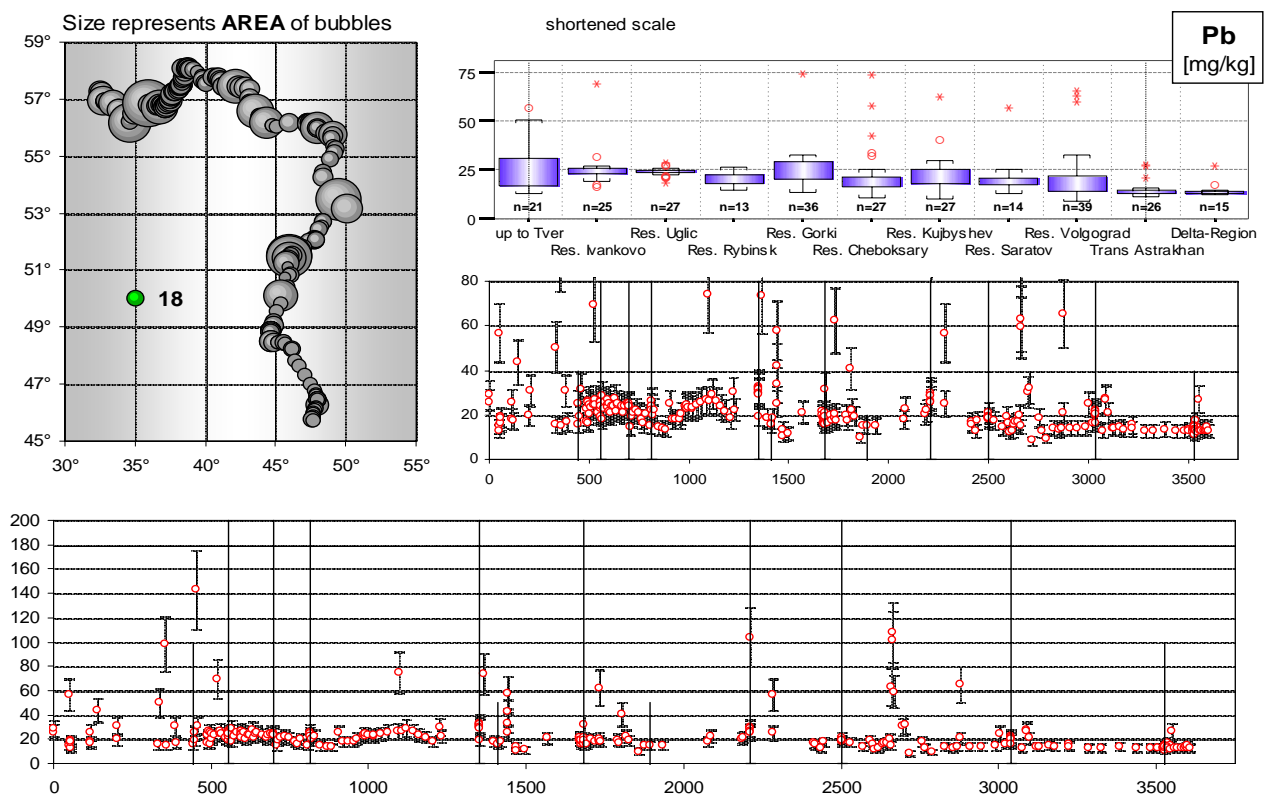 Size represents AREA of bubbles
shortened scale
Pb
[mg/kg]
59°
57°
55°
53°
51°
49°
47°
45°
30° 35° 40° 45° 50° 55°
18
75
50
25
0
n=21 n=25 n=27 n=13 n=36 n=27 n=27 n=14 n=39 n=26 n=15
up to Tver Res. Uglic Res. Gorki Res. Kujbyshev Res. Volgograd Delta-Region
Res. Ivankovo Res. Rybinsk Res. Cheboksary Res. Saratov Trans Astrakhan
80
60
40
20
0
0 500 1000 1500 2000 2500 3000 3500
200
180
160
140
120
100
80
60
40
20
0
0 500 1000 1500 2000 2500 3000 3500